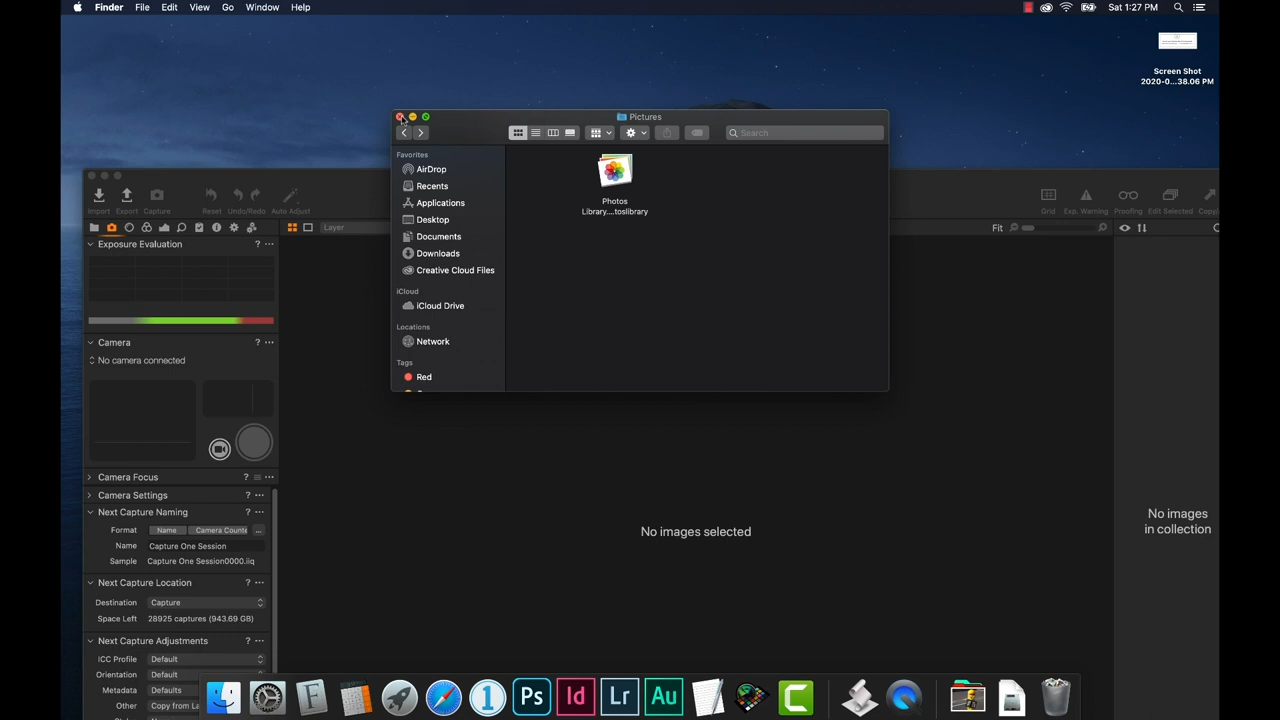 Finder File Edit View Go Window Help
Sat 1:27 PM
Screen Shot
2020-0...38.06 PM
Pictures
Search
Favorites
AirDrop
Recents
Applications
Desktop
Documents
Downloads
Creative Cloud Files
iCloud
iCloud Drive
Locations
Network
Tags
Red
Photos
Library....toslibrary
Import Export Capture Reset Undo/Redo Auto Adjust
Grid Exp. Warning Proofing Edit Selected Copy/
Layer
Fit
Exposure Evaluation ? ...
Camera ? ...
No camera connected
Camera Focus ? ...
Camera Settings ? ...
Next Capture Naming ? ...
Format Name Camera Counte ...
Name Capture One Session
Sample Capture One Session0000.iiq
Next Capture Location ? ...
Destination Capture
Space Left 28925 captures (943.69 GB)
Next Capture Adjustments ? ...
ICC Profile Default
Orientation Default
Metadata Defaults
Other Copy from La
No images selected
No images
in collection
1 Ps Id Lr Au C